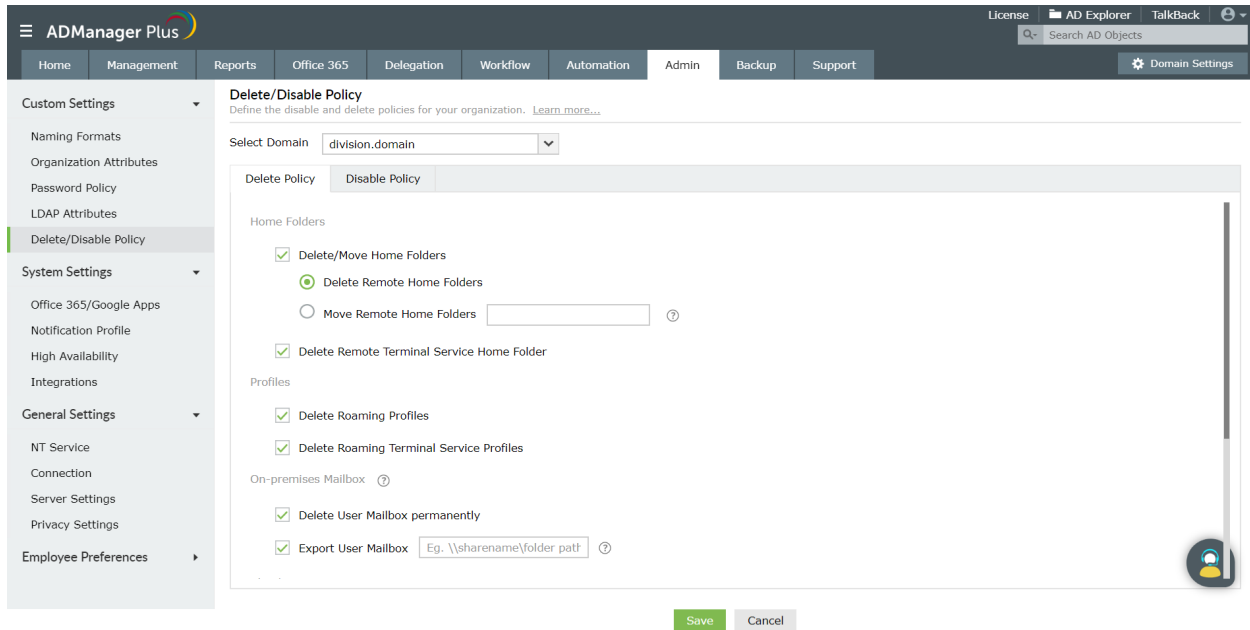 License
AD Explorer
TalkBack
ADManager Plus
Search AD Objects
Home
Management
Reports
Office 365
Delegation
Workflow
Automation
Admin
Backup
Support
Domain Settings
Custom Settings
Naming Formats
Organization Attributes
Password Policy
LDAP Attributes
Delete/Disable Policy
System Settings
Office 365/Google Apps
Notification Profile
High Availability
Integrations
General Settings
NT Service
Connection
Server Settings
Privacy Settings
Employee Preferences
Delete/Disable Policy
Define the disable and delete policies for your organization. Learn more...
Select Domain
division.domain
Delete Policy
Disable Policy
Home Folders
Delete/Move Home Folders
Delete Remote Home Folders
Move Remote Home Folders
?
Delete Remote Terminal Service Home Folder
Profiles
Delete Roaming Profiles
Delete Roaming Terminal Service Profiles
On-premises Mailbox ?
Delete User Mailbox permanently
Export User Mailbox
Eg. \\sharename\folder path
?
Save
Cancel